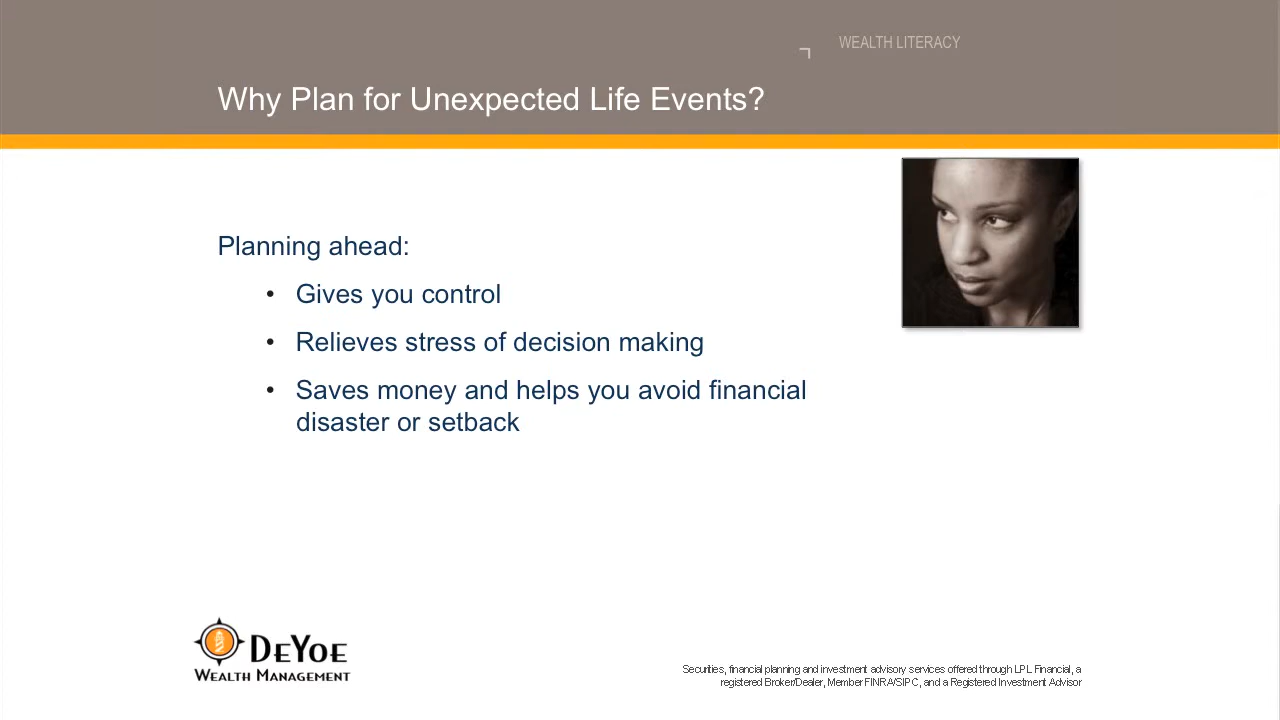 WEALTH LITERACY
Why Plan for Unexpected Life Events?
Planning ahead:
• Gives you control
• Relieves stress of decision making
• Saves money and helps you avoid financial
disaster or setback
DEYOE
WEALTH MANAGEMENT
Securities, financial planning and investment advisory services offered through LPL Financial, a
registered Broker/Dealer, Member FINRA/SIPC, and a Registered Investment Advisor